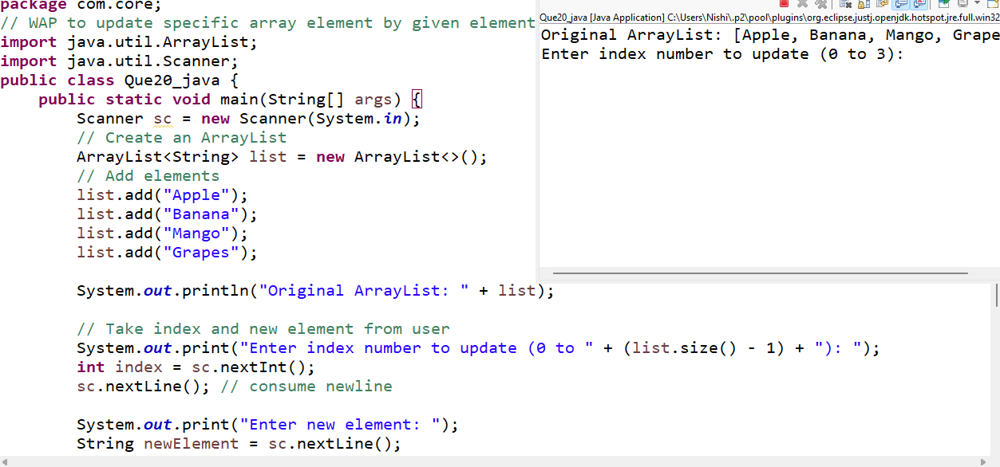 package com.core;
// WAP to update specific array element by given element
import java.util.ArrayList;
import java.util.Scanner;
public class Que20_java {
    public static void main(String[] args) {
        Scanner sc = new Scanner(System.in);
        // Create an ArrayList
        ArrayList<String> list = new ArrayList<>();
        // Add elements
        list.add("Apple");
        list.add("Banana");
        list.add("Mango");
        list.add("Grapes");
        System.out.println("Original ArrayList: " + list);
        // Take index and new element from user
        System.out.print("Enter index number to update (0 to " + (list.size() - 1) + "): ");
        int index = sc.nextInt();
        sc.nextLine(); // consume newline
        System.out.print("Enter new element: ");
        String newElement = sc.nextLine();
Que20_java [Java Application] C:\Users\Nishi\.p2\pool\plugins\org.eclipse.justj.openjdk.hotspot.jre.full.win32
Original ArrayList: [Apple, Banana, Mango, Grape
Enter index number to update (0 to 3):